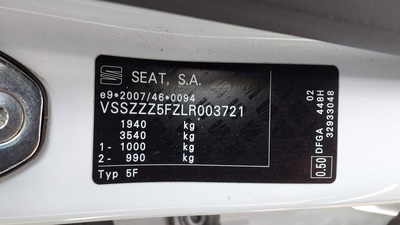 SEAT, S.A.
e9*2007/46*0094
VSSZZZ5FZLR003721
1940 kg
3540 kg
1- 1000 kg
2- 990 kg
Typ 5F
02
DFGA 448H
32933048
0.50